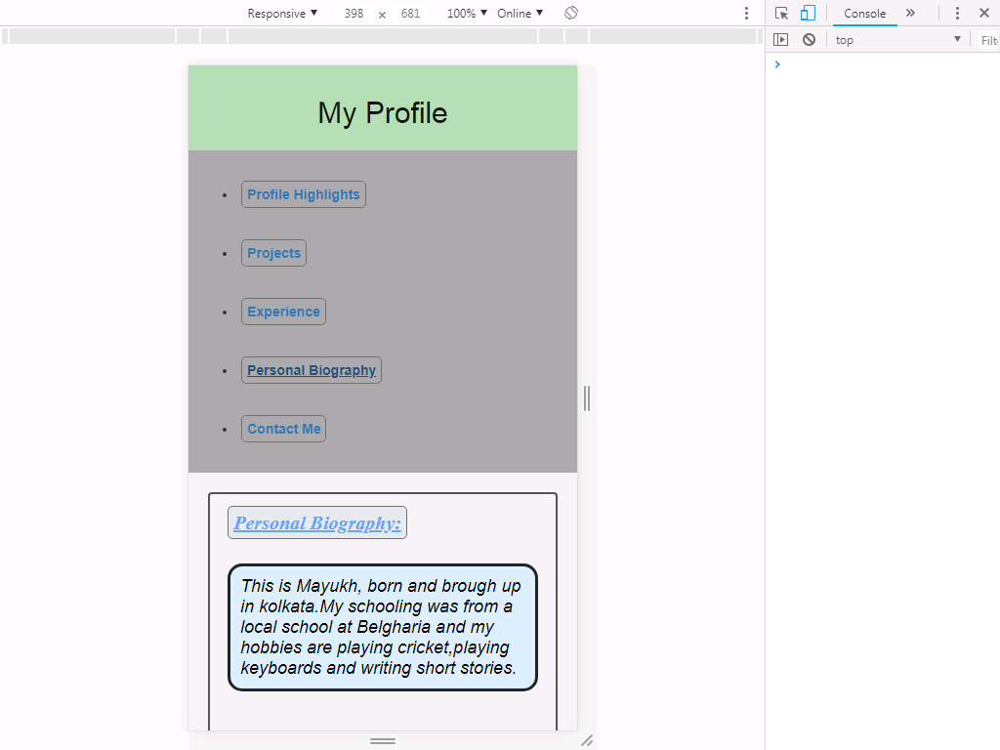 Responsive ▼ 398 × 681 100% ▼ Online ▼
Console »
top ▼ Filt
My Profile
• Profile Highlights
• Projects
• Experience
• Personal Biography
• Contact Me
Personal Biography:
This is Mayukh, born and brough up
in kolkata.My schooling was from a
local school at Belgharia and my
hobbies are playing cricket,playing
keyboards and writing short stories.